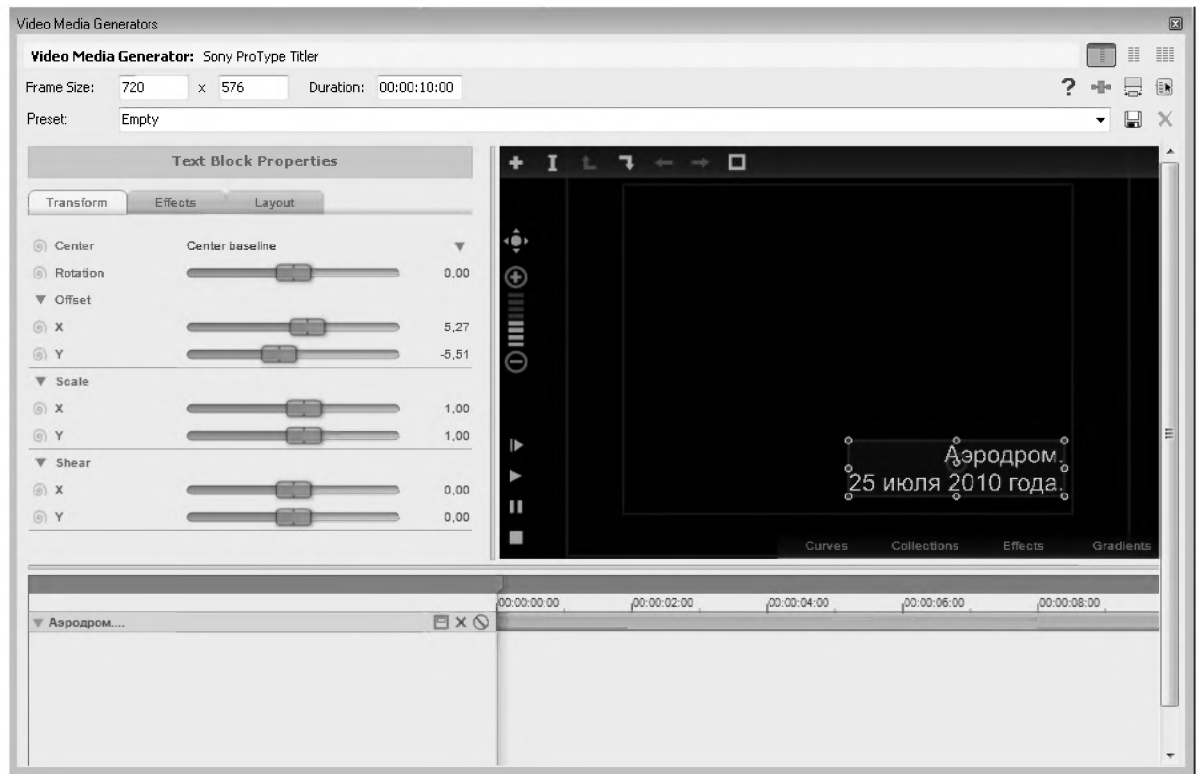 Video Media Generators
Video Media Generator: Sony ProType Titler
Frame Size: 720 x 576 Duration: 00:00:10:00
Preset: Empty
Text Block Properties
Transform Effects Layout
Center Center baseline
Rotation 0,00
Offset
X 5,27
Y -5,51
Scale
X 1,00
Y 1,00
Shear
X 0,00
Y 0,00
Аэродром.
25 июля 2010 года.
Curves Collections Effects Gradients
00:00:00:00 00:00:02:00 00:00:04:00 00:00:06:00 00:00:08:00
Аэродром....